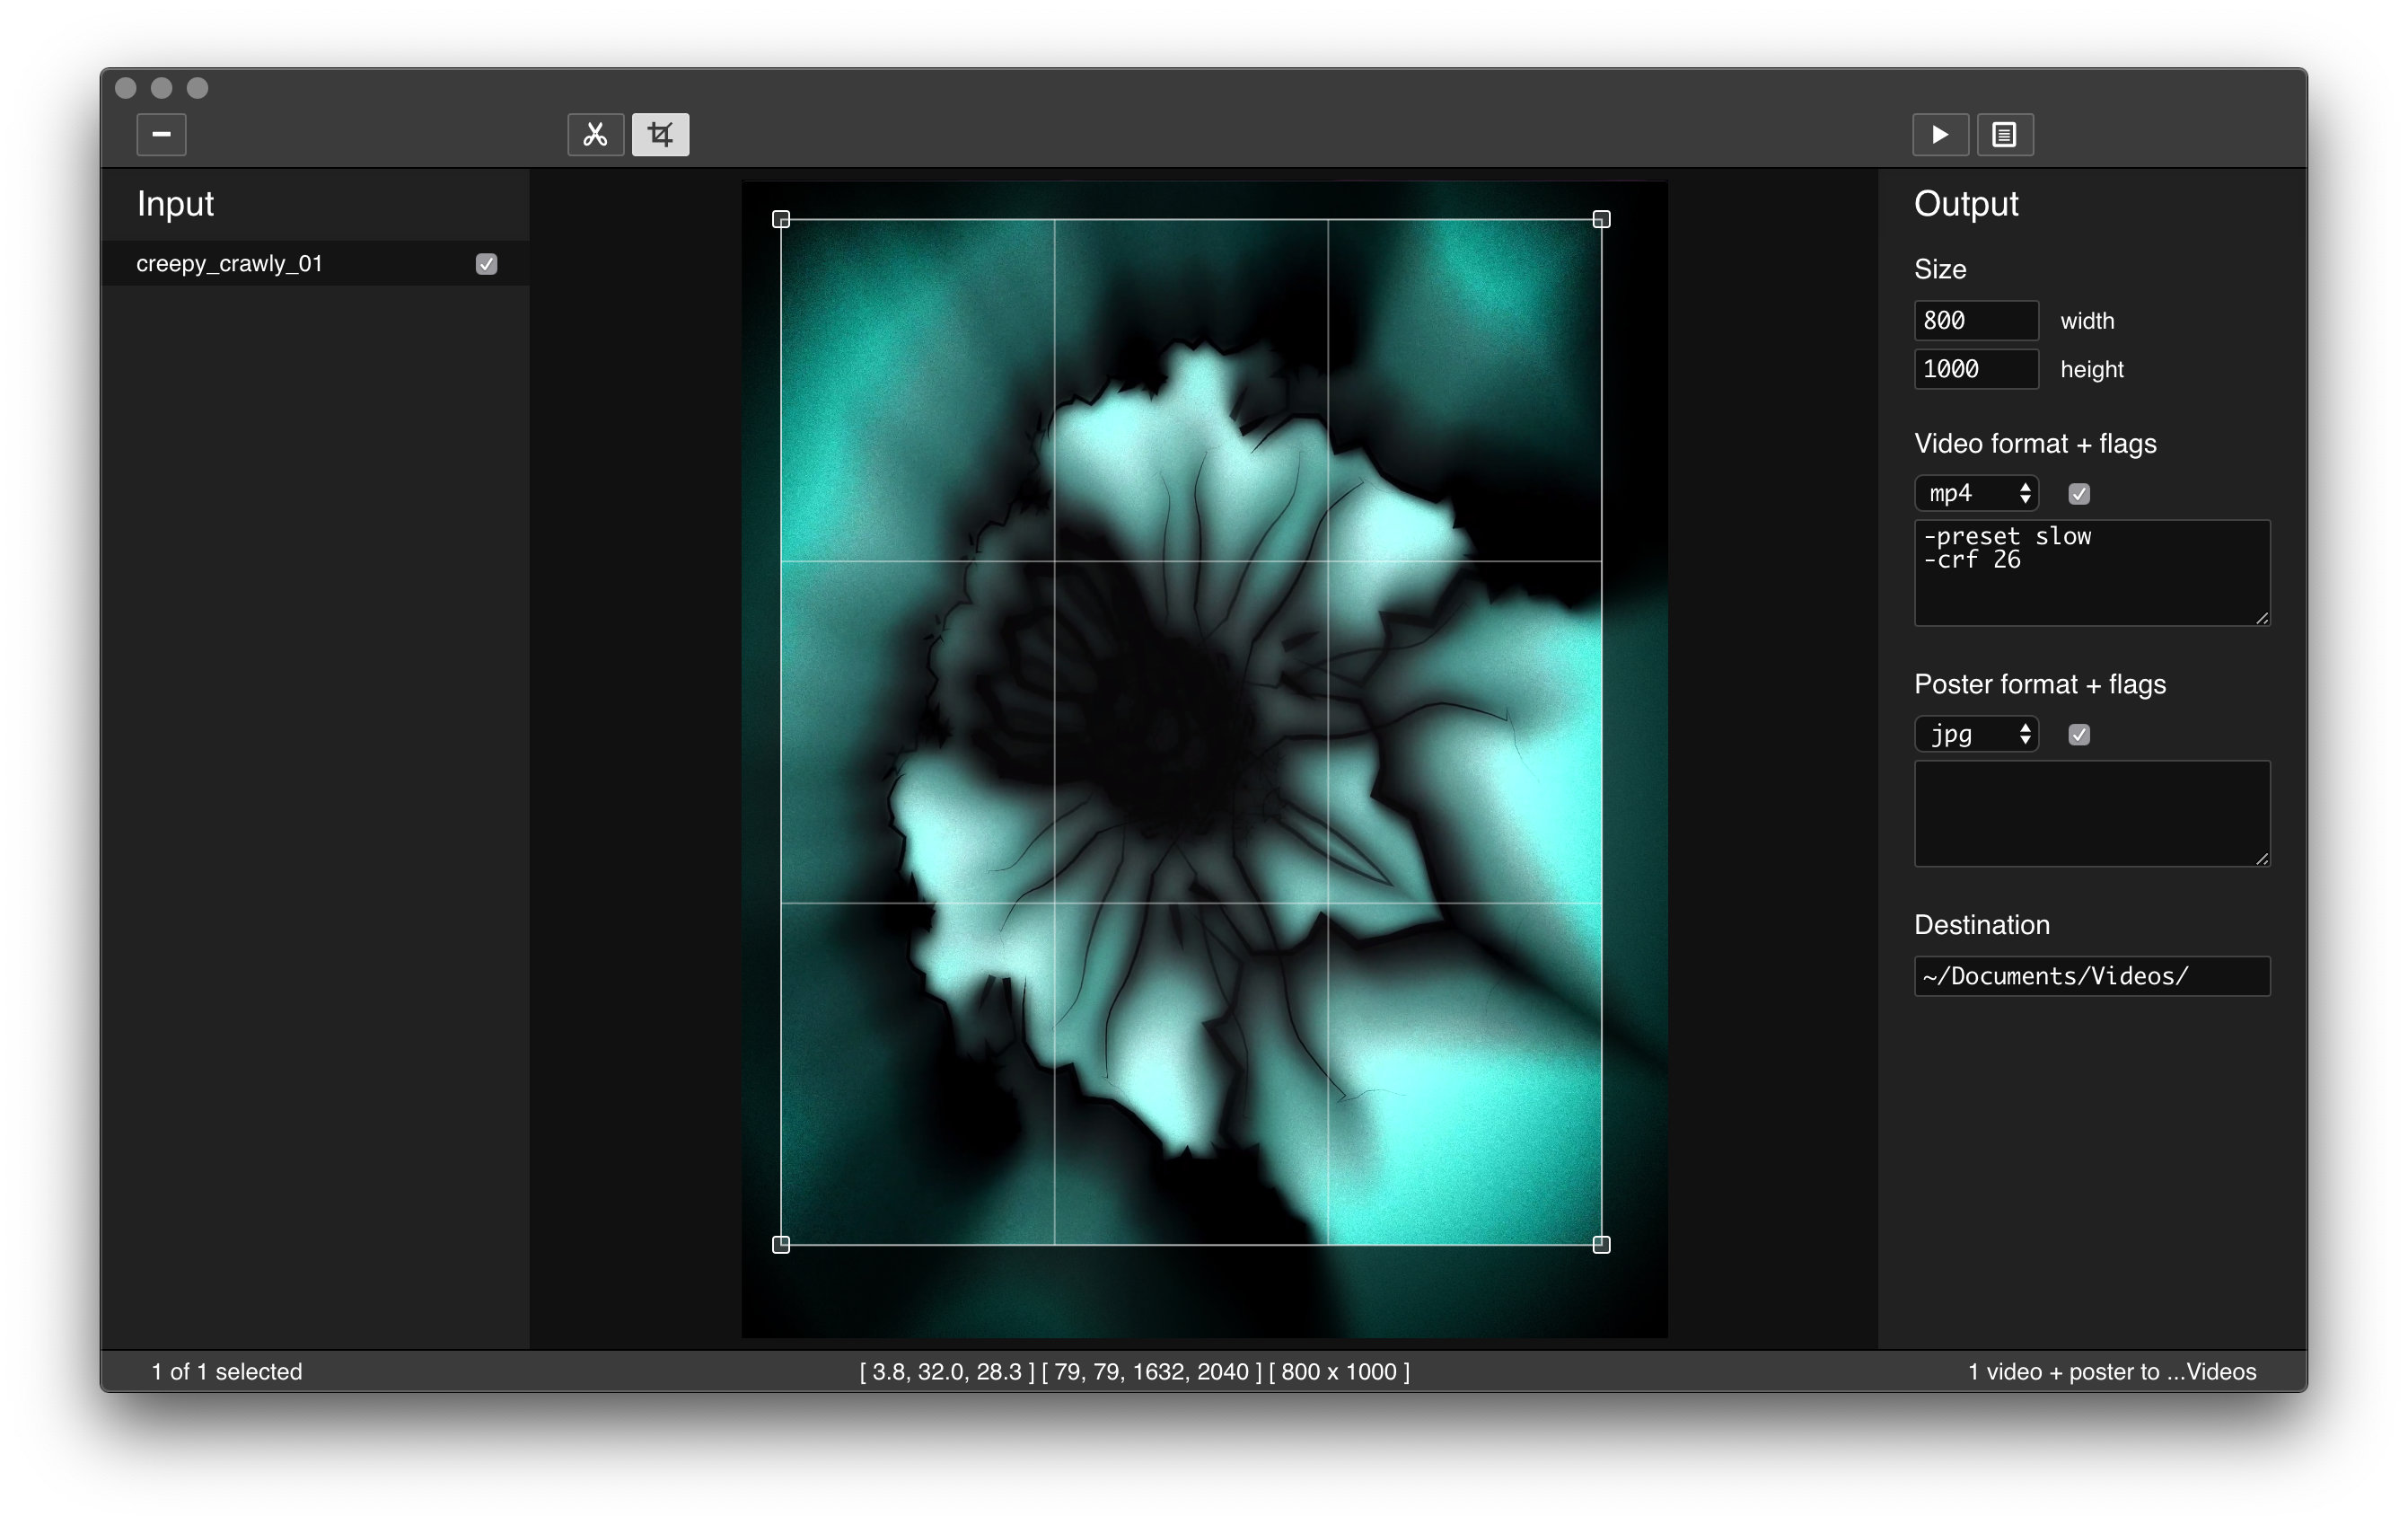 Input
creepy_crawly_01
Output
Size
800 width
1000 height
Video format + flags
mp4
-preset slow
-crf 26
Poster format + flags
jpg
Destination
~/Documents/Videos/
1 of 1 selected
[ 3.8, 32.0, 28.3 ] [ 79, 79, 1632, 2040 ] [ 800 x 1000 ]
1 video + poster to ...Videos